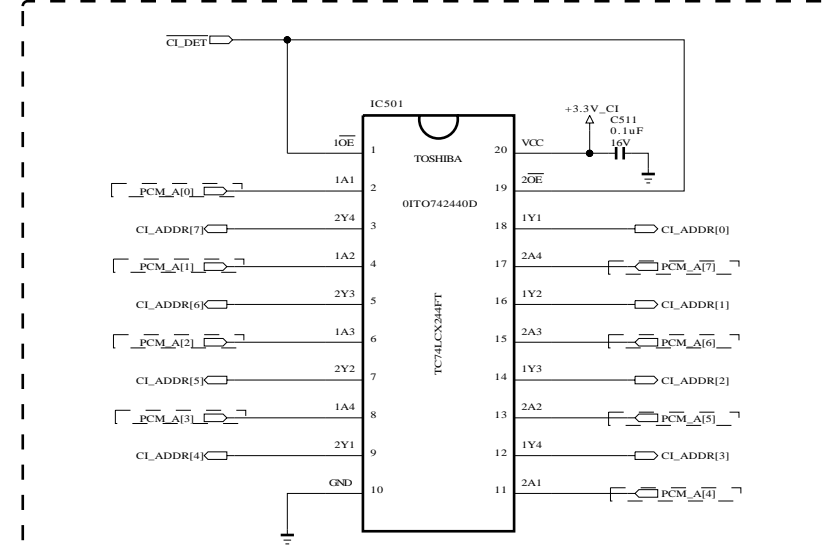 CI_DET
IC501
+3.3V_CI
C511
0.1uF
16V
1OE 1
TOSHIBA
20 VCC
19 2OE
1A1 2
PCM_A[0]
0ITO742440D
2Y4 3
CI_ADDR[7]
18 1Y1
CI_ADDR[0]
1A2 4
PCM_A[1]
17 2A4
PCM_A[7]
2Y3 5
CI_ADDR[6]
16 1Y2
CI_ADDR[1]
TC74LCX244FT
1A3 6
PCM_A[2]
15 2A3
PCM_A[6]
2Y2 7
CI_ADDR[5]
14 1Y3
CI_ADDR[2]
1A4 8
PCM_A[3]
13 2A2
PCM_A[5]
2Y1 9
CI_ADDR[4]
12 1Y4
CI_ADDR[3]
GND 10
11 2A1
PCM_A[4]